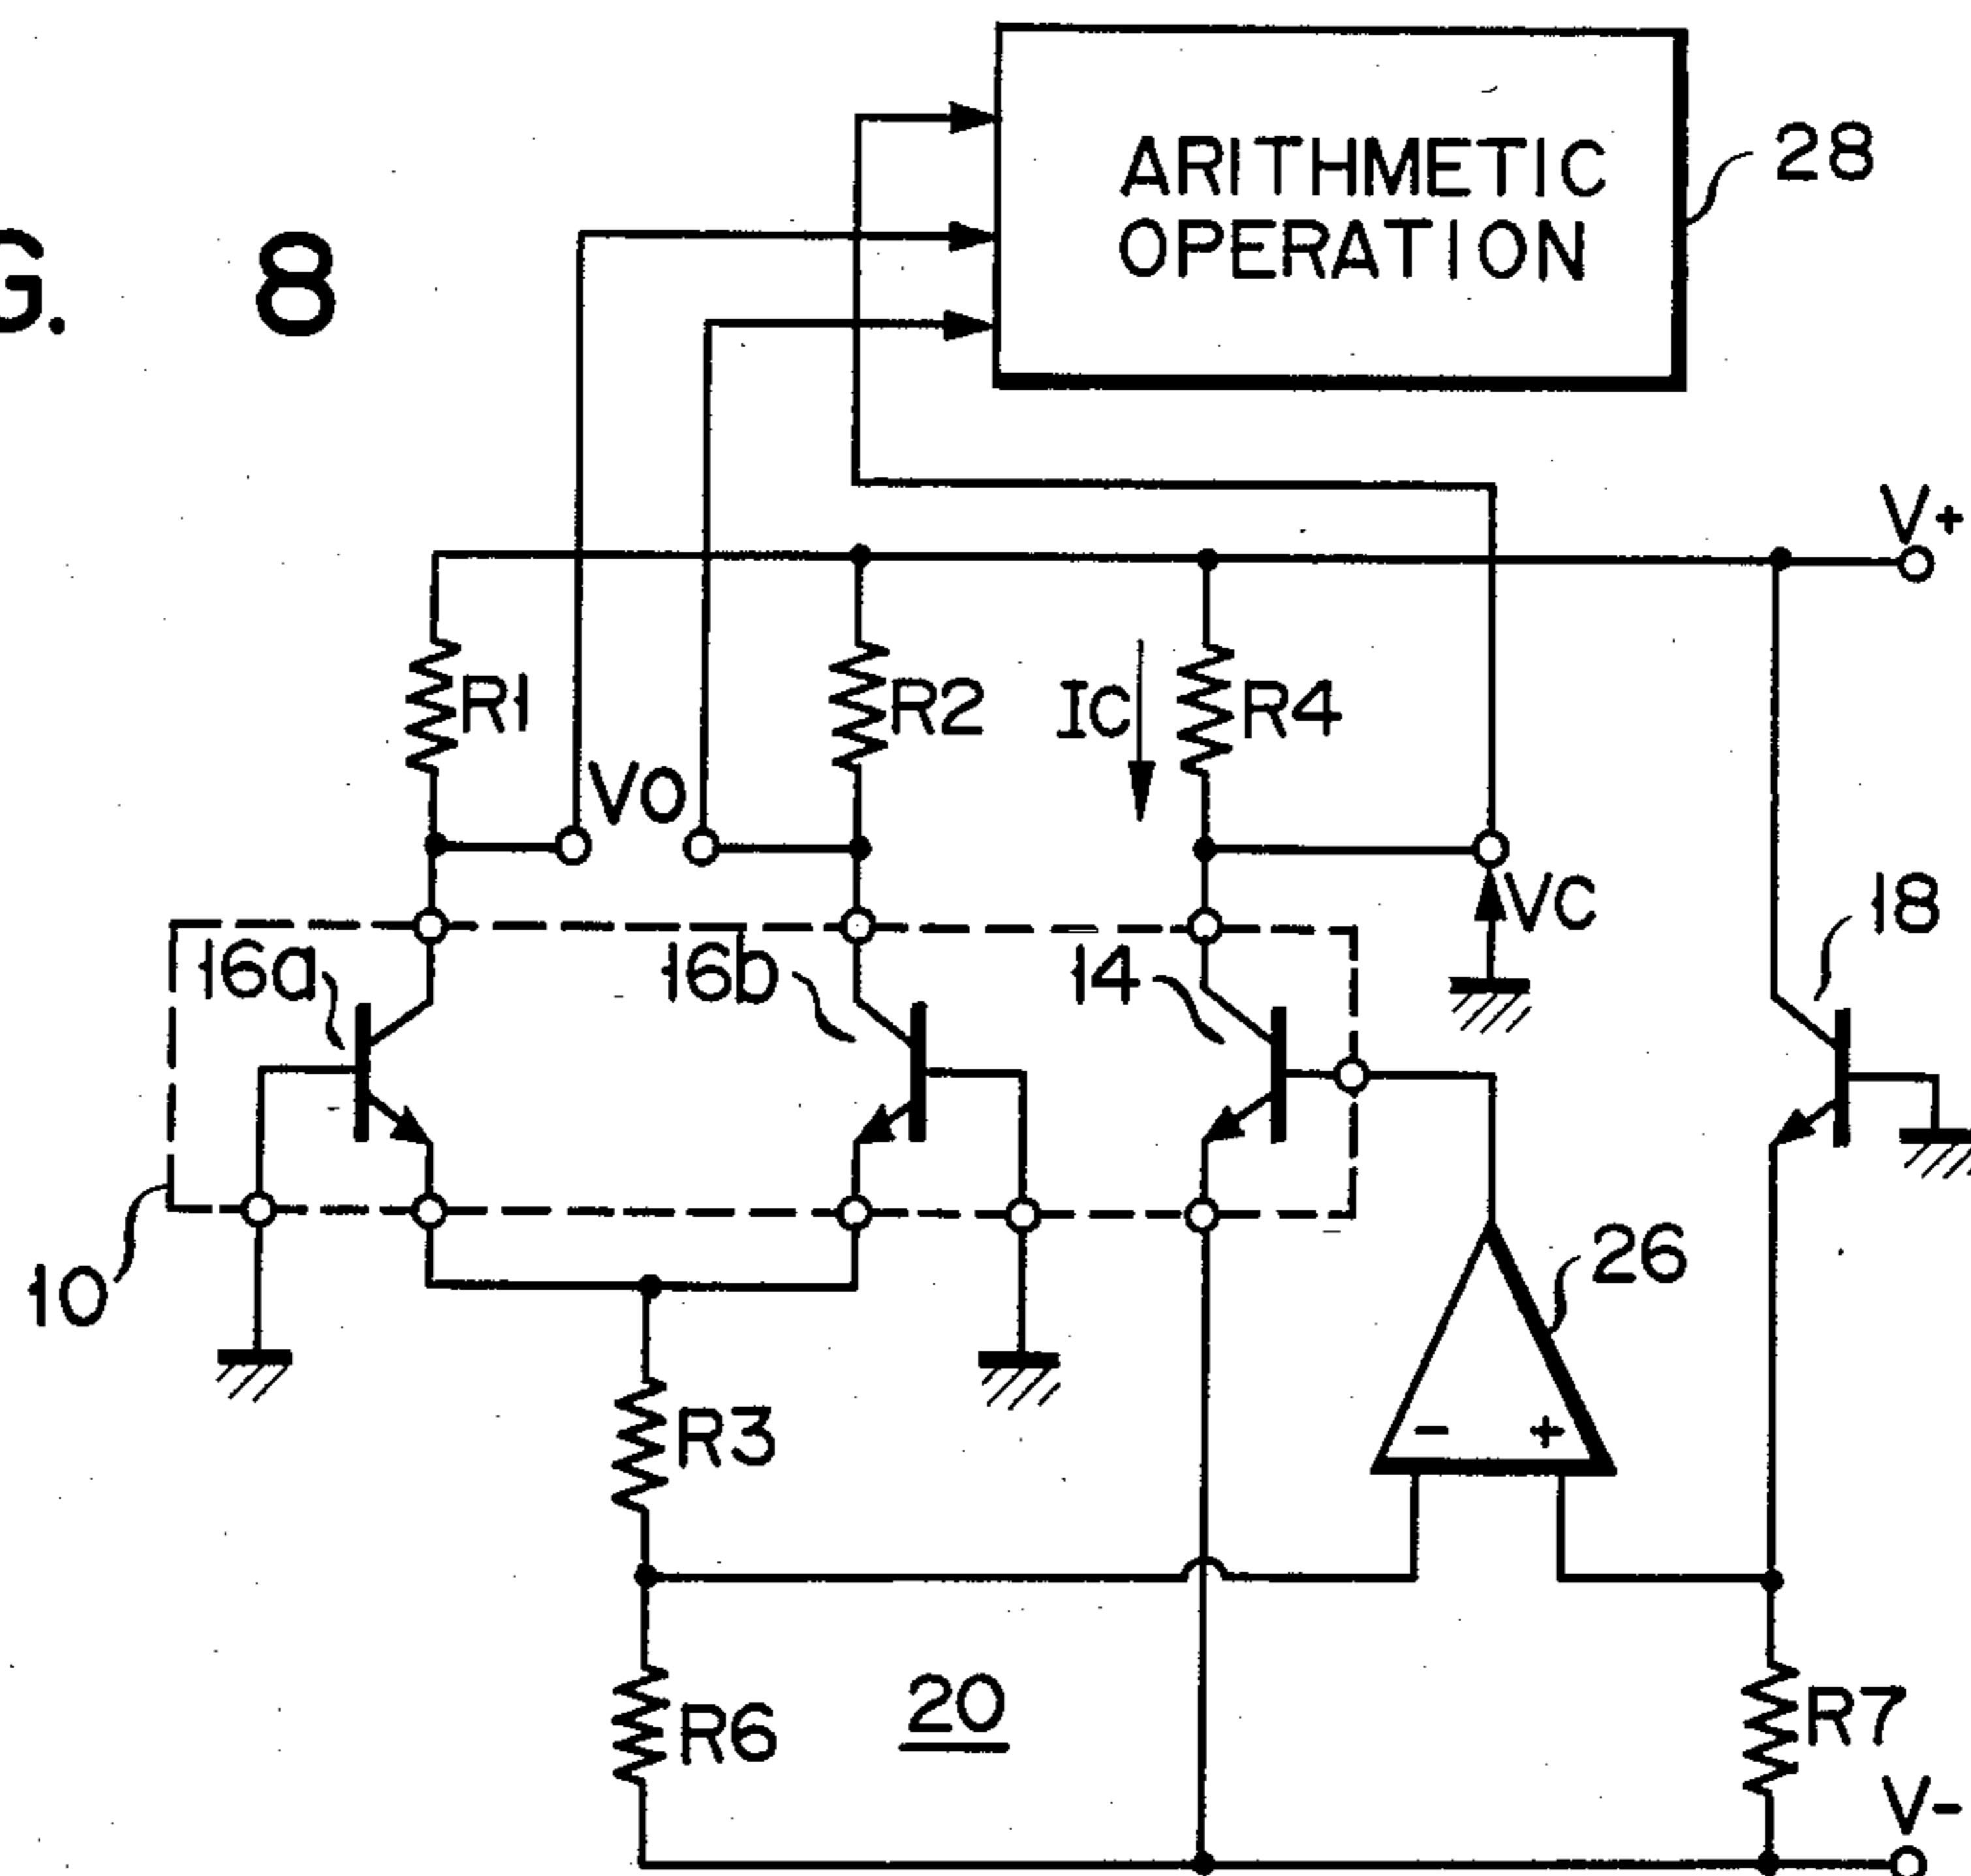 G. 8
ARITHMETIC
OPERATION
28
V+
R1
R2
IC
R4
VO
VC
18
16a
16b
14
10
26
R3
- +
R6
20
R7
V-